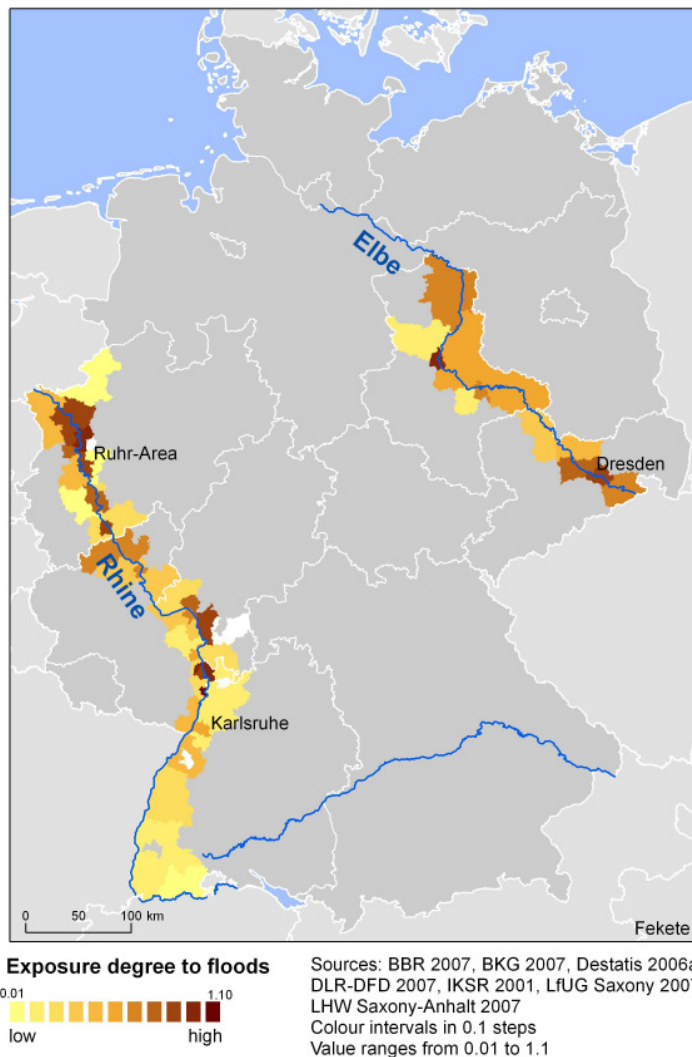 Elbe
Ruhr-Area
Dresden
Rhine
Karlsruhe
0 50 100 km
Fekete
Exposure degree to floods
0.01 1.10
low high
Sources: BBR 2007, BKG 2007, Destatis 2006a
DLR-DFD 2007, IKSR 2001, LfUG Saxony 2007
LHW Saxony-Anhalt 2007
Colour intervals in 0.1 steps
Value ranges from 0.01 to 1.1